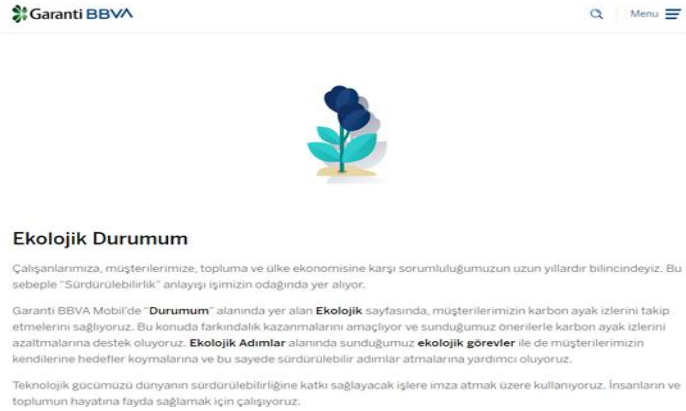 Garanti BBVA
Menu
Ekolojik Durumum
Çalışanlarımıza, müşterilerimize, topluma ve ülke ekonomisine karşı sorumluluğumuzun uzun yıllardır bilincindeyiz. Bu
sebeple “Sürdürülebilirlik” anlayışı işimizin odağında yer alıyor.
Garanti BBVA Mobil’de “Durumum” alanında yer alan Ekolojik sayfasında, müşterilerimizin karbon ayak izlerini takip
etmelerini sağlıyoruz. Bu konuda farkındalık kazanmalarını amaçlıyor ve sunduğumuz önerilerle karbon ayak izlerini
azaltmalarına destek oluyoruz. Ekolojik Adımlar alanında sunduğumuz ekolojik görevler ile de müşterilerimizin
kendilerine hedefler koymalarına ve bu sayede sürdürülebilir adımlar atmalarına yardımcı oluyoruz.
Teknolojik gücümüzü dünyanın sürdürülebilirliğine katkı sağlayacak işlere imza atmak üzere kullanıyoruz. İnsanların ve
toplumun hayatına fayda sağlamak için çalışıyoruz.